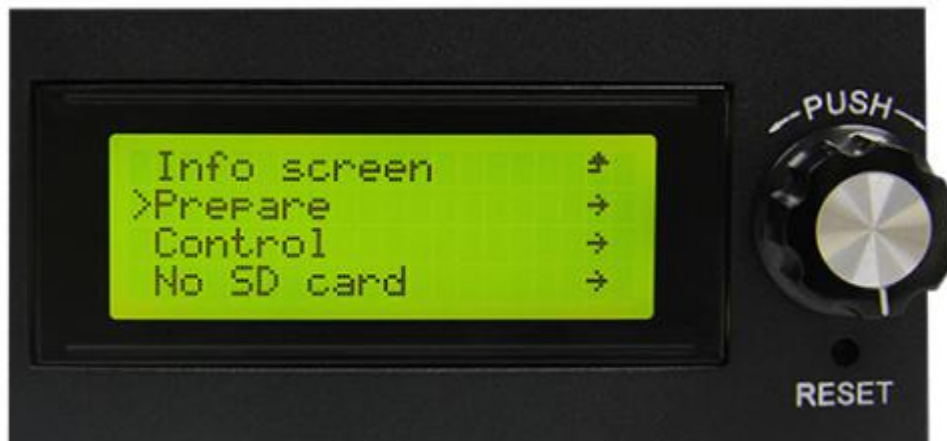 Info screen
>Prepare
Control
No SD card
PUSH
RESET